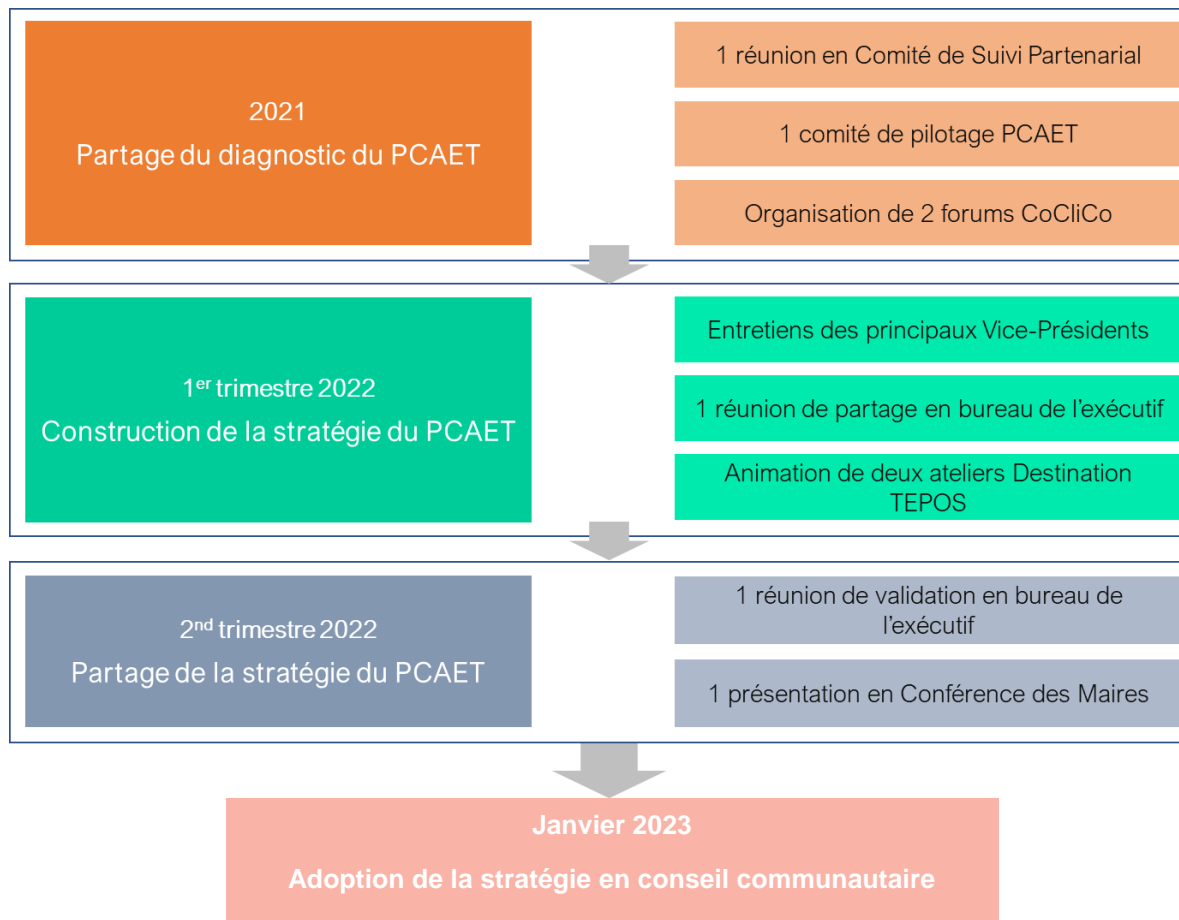 2021
Partage du diagnostic du PCAET
1 réunion en Comité de Suivi Partenarial
1 comité de pilotage PCAET
Organisation de 2 forums CoCliCo
1er trimestre 2022
Construction de la stratégie du PCAET
Entretiens des principaux Vice-Présidents
1 réunion de partage en bureau de l’exécutif
Animation de deux ateliers Destination
TEPOS
2nd trimestre 2022
Partage de la stratégie du PCAET
1 réunion de validation en bureau de
l’exécutif
1 présentation en Conférence des Maires
Janvier 2023
Adoption de la stratégie en conseil communautaire